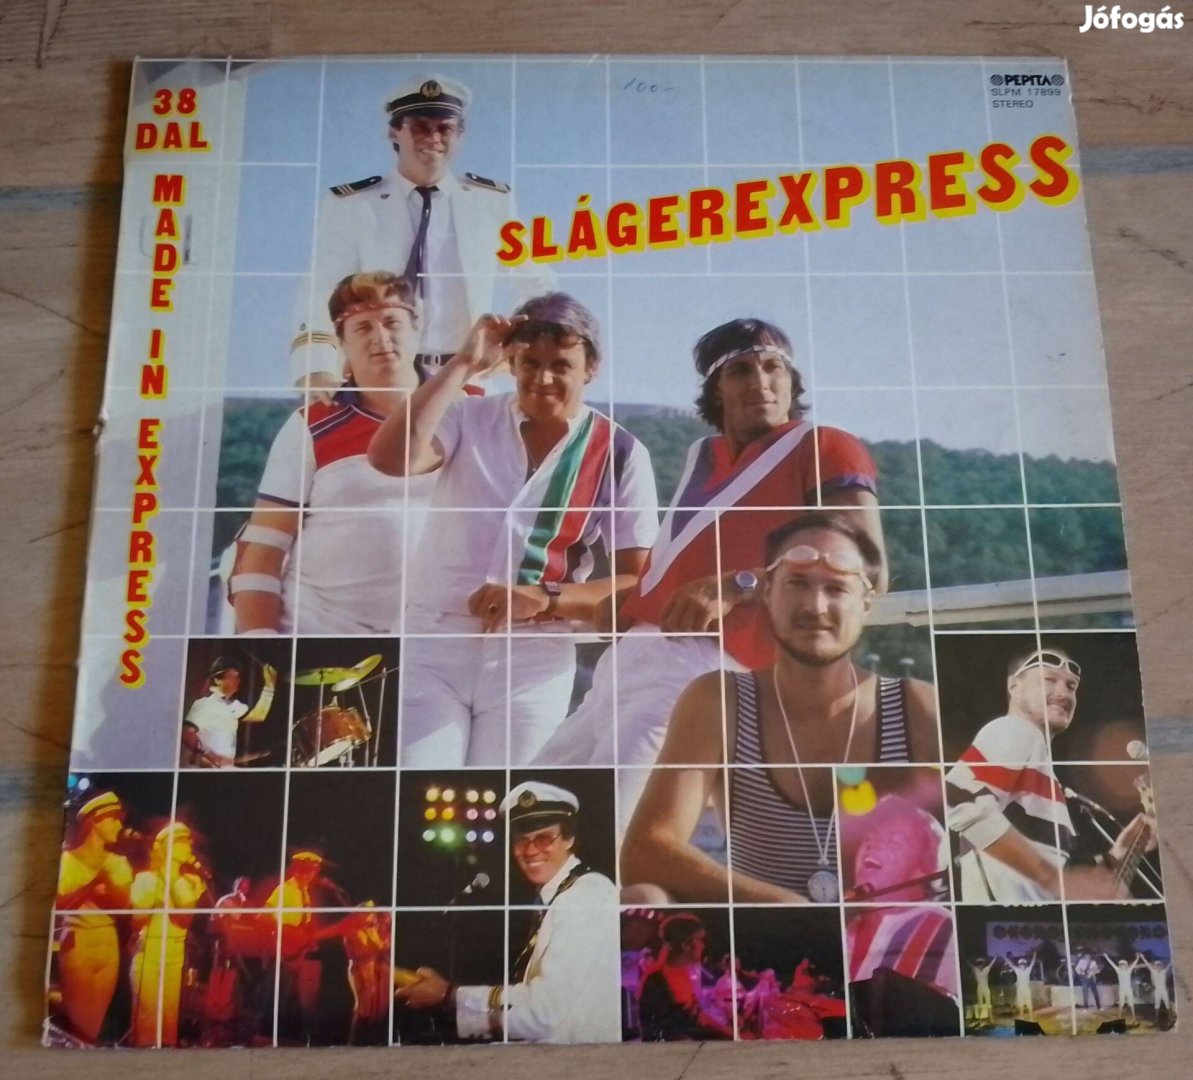 Jófogás
PEPITA
SLPM 17899
STEREO
100-
38
DAL
MADE IN EXPRESS
SLÁGEREXPRESS